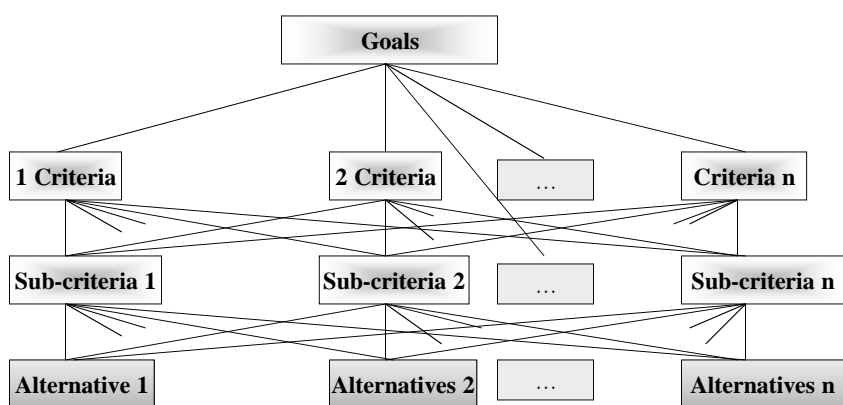 Goals
1 Criteria
2 Criteria
...
Criteria n
Sub-criteria 1
Sub-criteria 2
...
Sub-criteria n
Alternative 1
Alternatives 2
...
Alternatives n